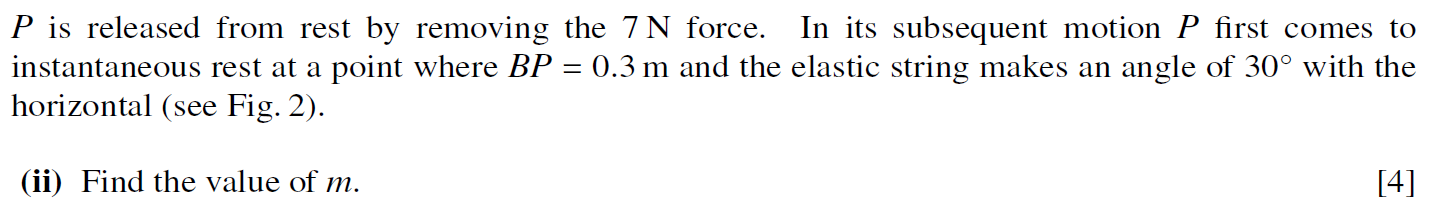 P is released from rest by removing the 7 N force. In its subsequent motion P first comes to
instantaneous rest at a point where BP = 0.3 m and the elastic string makes an angle of 30° with the
horizontal (see Fig. 2).
(ii) Find the value of m. [4]